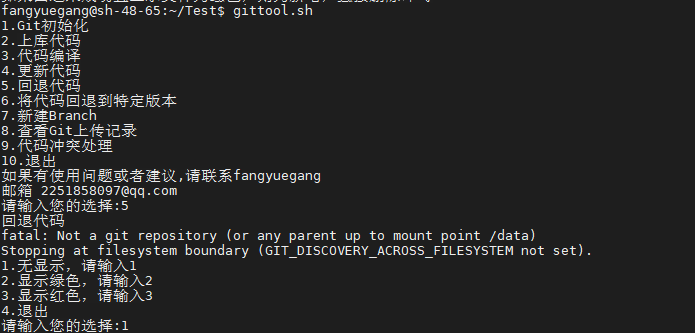 fangyuegang@sh-48-65:~/Test$ gittool.sh
1.Git初始化
2.上库代码
3.代码编译
4.更新代码
5.回退代码
6.将代码回退到特定版本
7.新建Branch
8.查看Git上传记录
9.代码冲突处理
10.退出
如果有使用问题或者建议,请联系fangyuegang
邮箱 2251858097@qq.com
请输入您的选择:5
回退代码
fatal: Not a git repository (or any parent up to mount point /data)
Stopping at filesystem boundary (GIT_DISCOVERY_ACROSS_FILESYSTEM not set).
1.无显示，请输入1
2.显示绿色，请输入2
3.显示红色，请输入3
4.退出
请输入您的选择:1